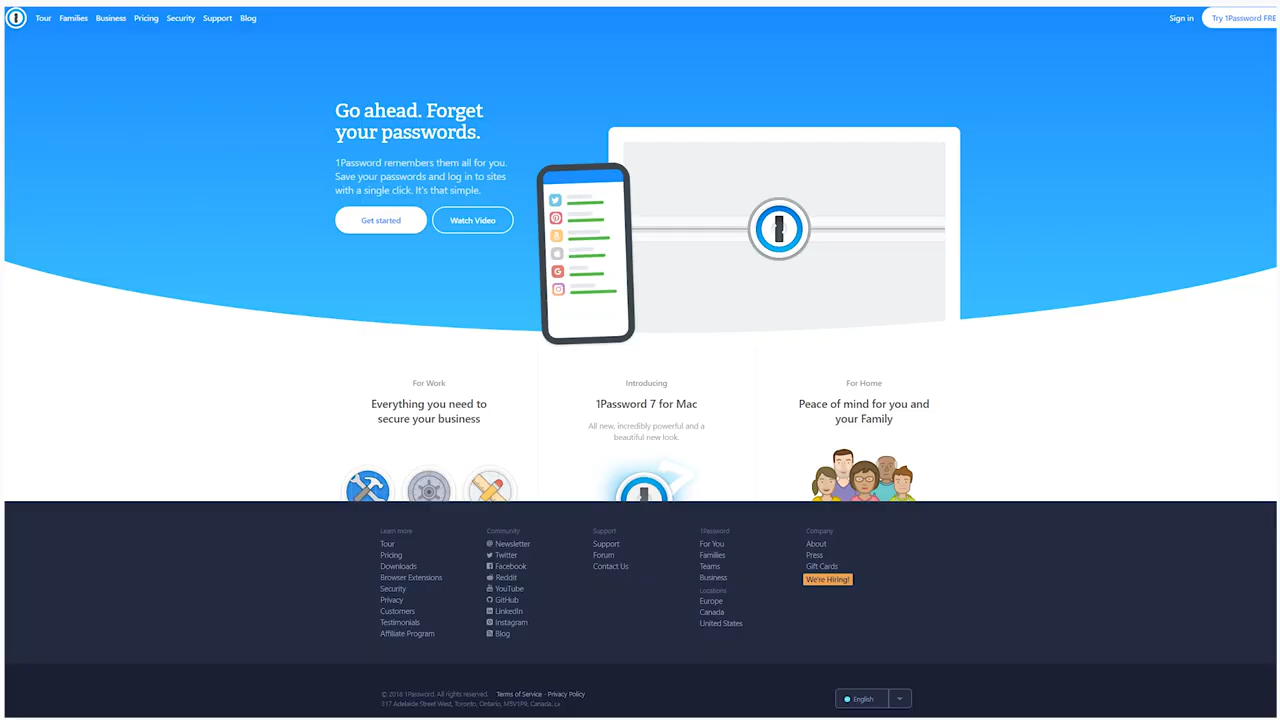 Tour Families Business Pricing Security Support Blog
Sign in Try 1Password FRE
Go ahead. Forget
your passwords.
1Password remembers them all for you.
Save your passwords and log in to sites
with a single click. It's that simple.
Get started Watch Video
For Work
Everything you need to
secure your business
Introducing
1Password 7 for Mac
All new, incredibly powerful and a
beautiful new look.
7
For Home
Peace of mind for you and
your Family
Learn more
Tour
Pricing
Downloads
Browser Extensions
Security
Privacy
Customers
Testimonials
Affiliate Program
Community
Newsletter
Twitter
Facebook
Reddit
YouTube
GitHub
LinkedIn
Instagram
Blog
Support
Support
Forum
Contact Us
1Password
For You
Families
Teams
Business
Locations
Europe
Canada
United States
Company
About
Press
Gift Cards
We're Hiring!
© 2018 1Password. All rights reserved. Terms of Service - Privacy Policy
317 Adelaide Street West, Toronto, Ontario, M5V1P9, Canada.
English